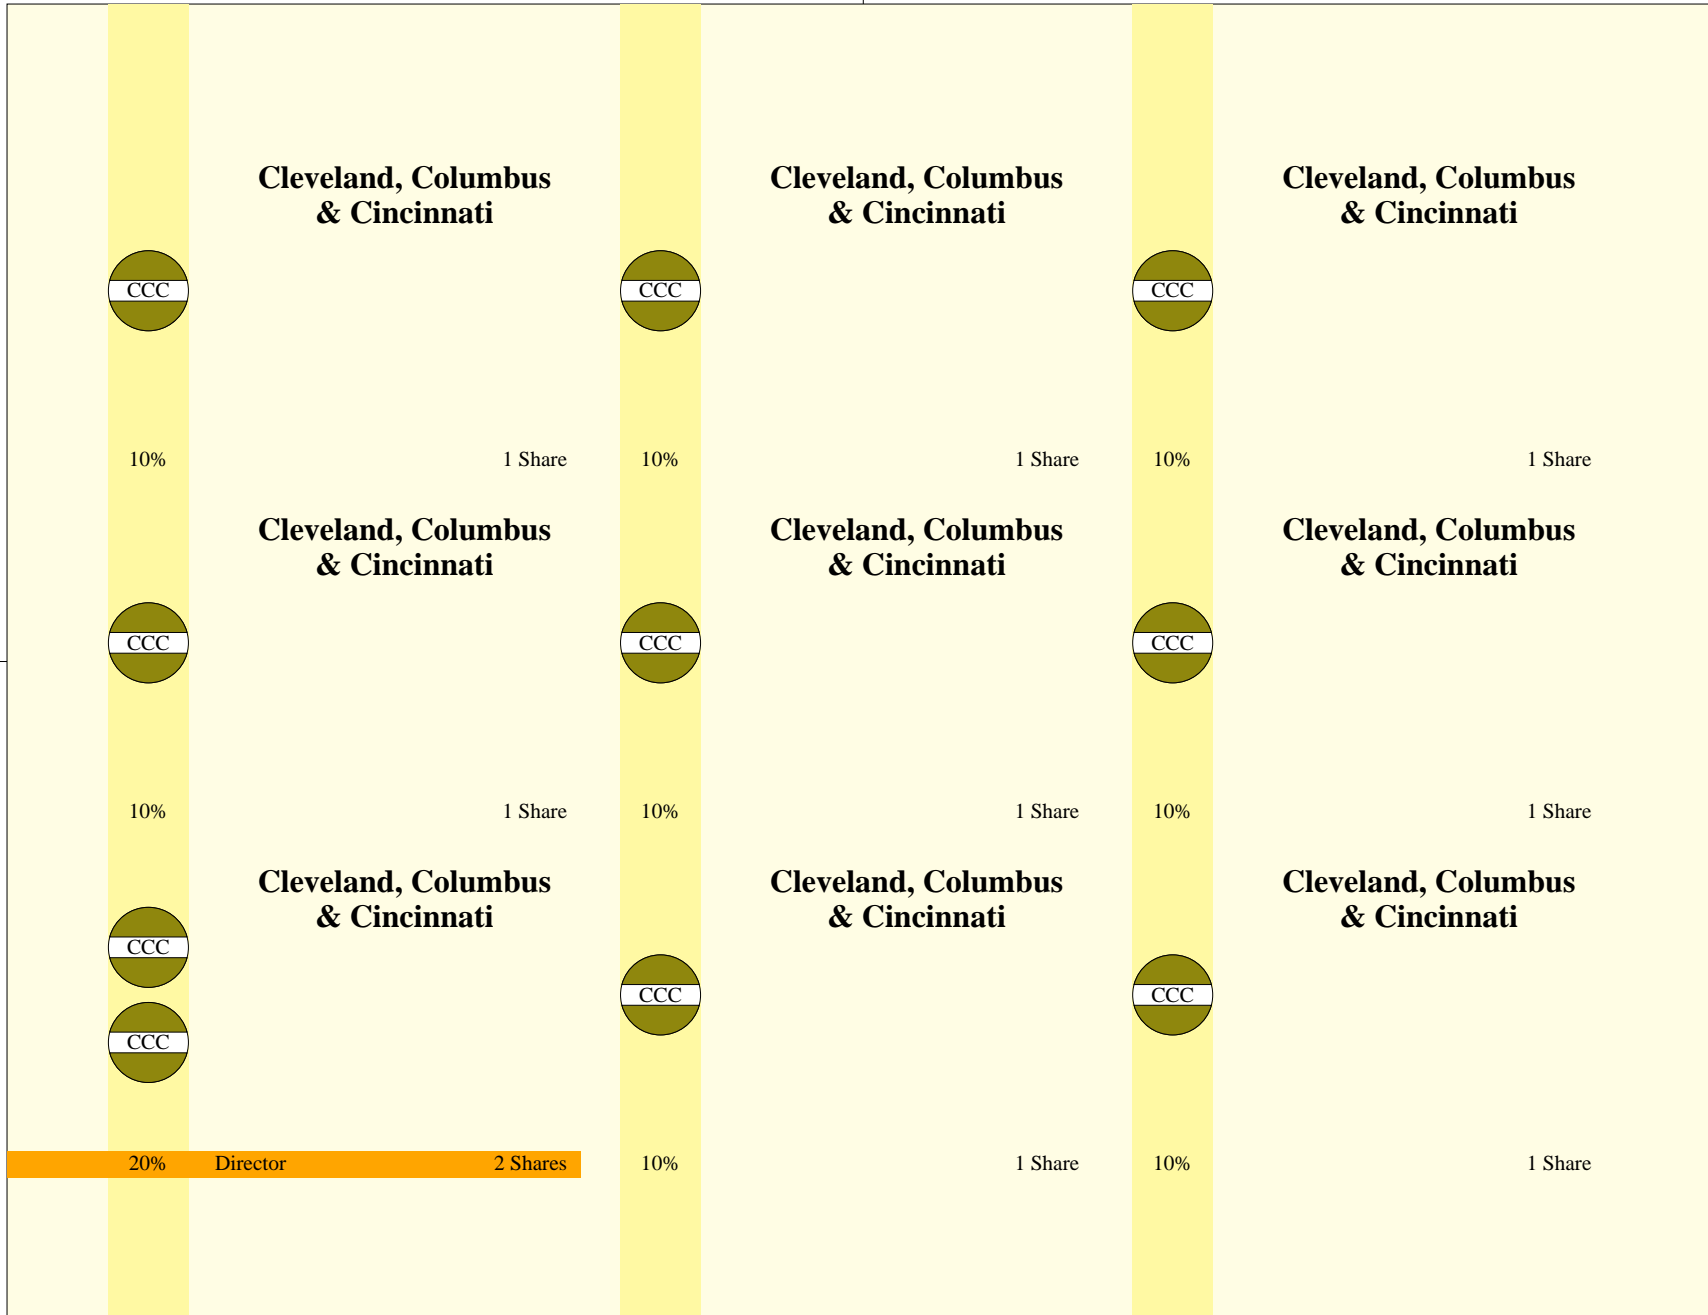 Cleveland, Columbus
& Cincinnati
CCC
10%
1 Share
Cleveland, Columbus
& Cincinnati
CCC
10%
1 Share
Cleveland, Columbus
& Cincinnati
CCC
10%
1 Share
Cleveland, Columbus
& Cincinnati
CCC
10%
1 Share
Cleveland, Columbus
& Cincinnati
CCC
10%
1 Share
Cleveland, Columbus
& Cincinnati
CCC
10%
1 Share
Cleveland, Columbus
& Cincinnati
CCC
CCC
20% Director 2 Shares
Cleveland, Columbus
& Cincinnati
CCC
10%
1 Share
Cleveland, Columbus
& Cincinnati
CCC
10%
1 Share